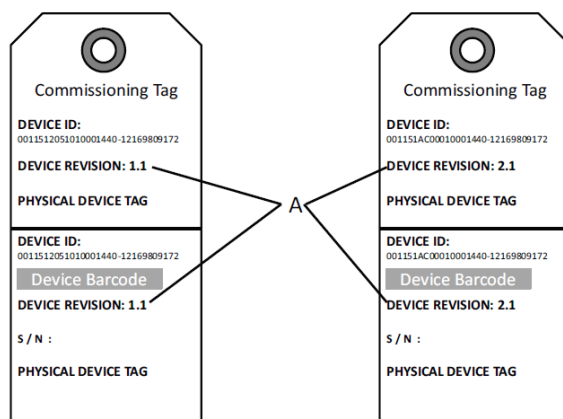 Commissioning Tag
DEVICE ID:
0011512051010001440-12169809172
DEVICE REVISION: 1.1
PHYSICAL DEVICE TAG
DEVICE ID:
0011512051010001440-12169809172
Device Barcode
DEVICE REVISION: 1.1
S / N :
PHYSICAL DEVICE TAG
A
Commissioning Tag
DEVICE ID:
001151AC00010001440-12169809172
DEVICE REVISION: 2.1
PHYSICAL DEVICE TAG
DEVICE ID:
001151AC00010001440-12169809172
Device Barcode
DEVICE REVISION: 2.1
S / N :
PHYSICAL DEVICE TAG